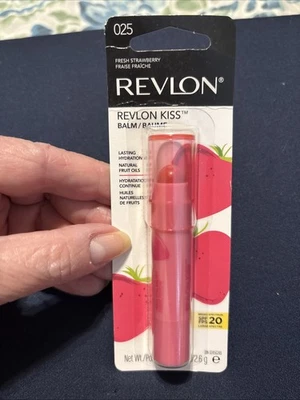 025
FRESH STRAWBERRY
FRAISE FRAÎCHE
REVLON®
REVLON KISS™
BALM/BAUME
LASTING
HYDRATION
NATURAL
FRUIT OILS
HYDRATATION
CONTINUE
HUILES
NATURELLES
DE FRUITS
20
Net Wt./Po
/2.6 g